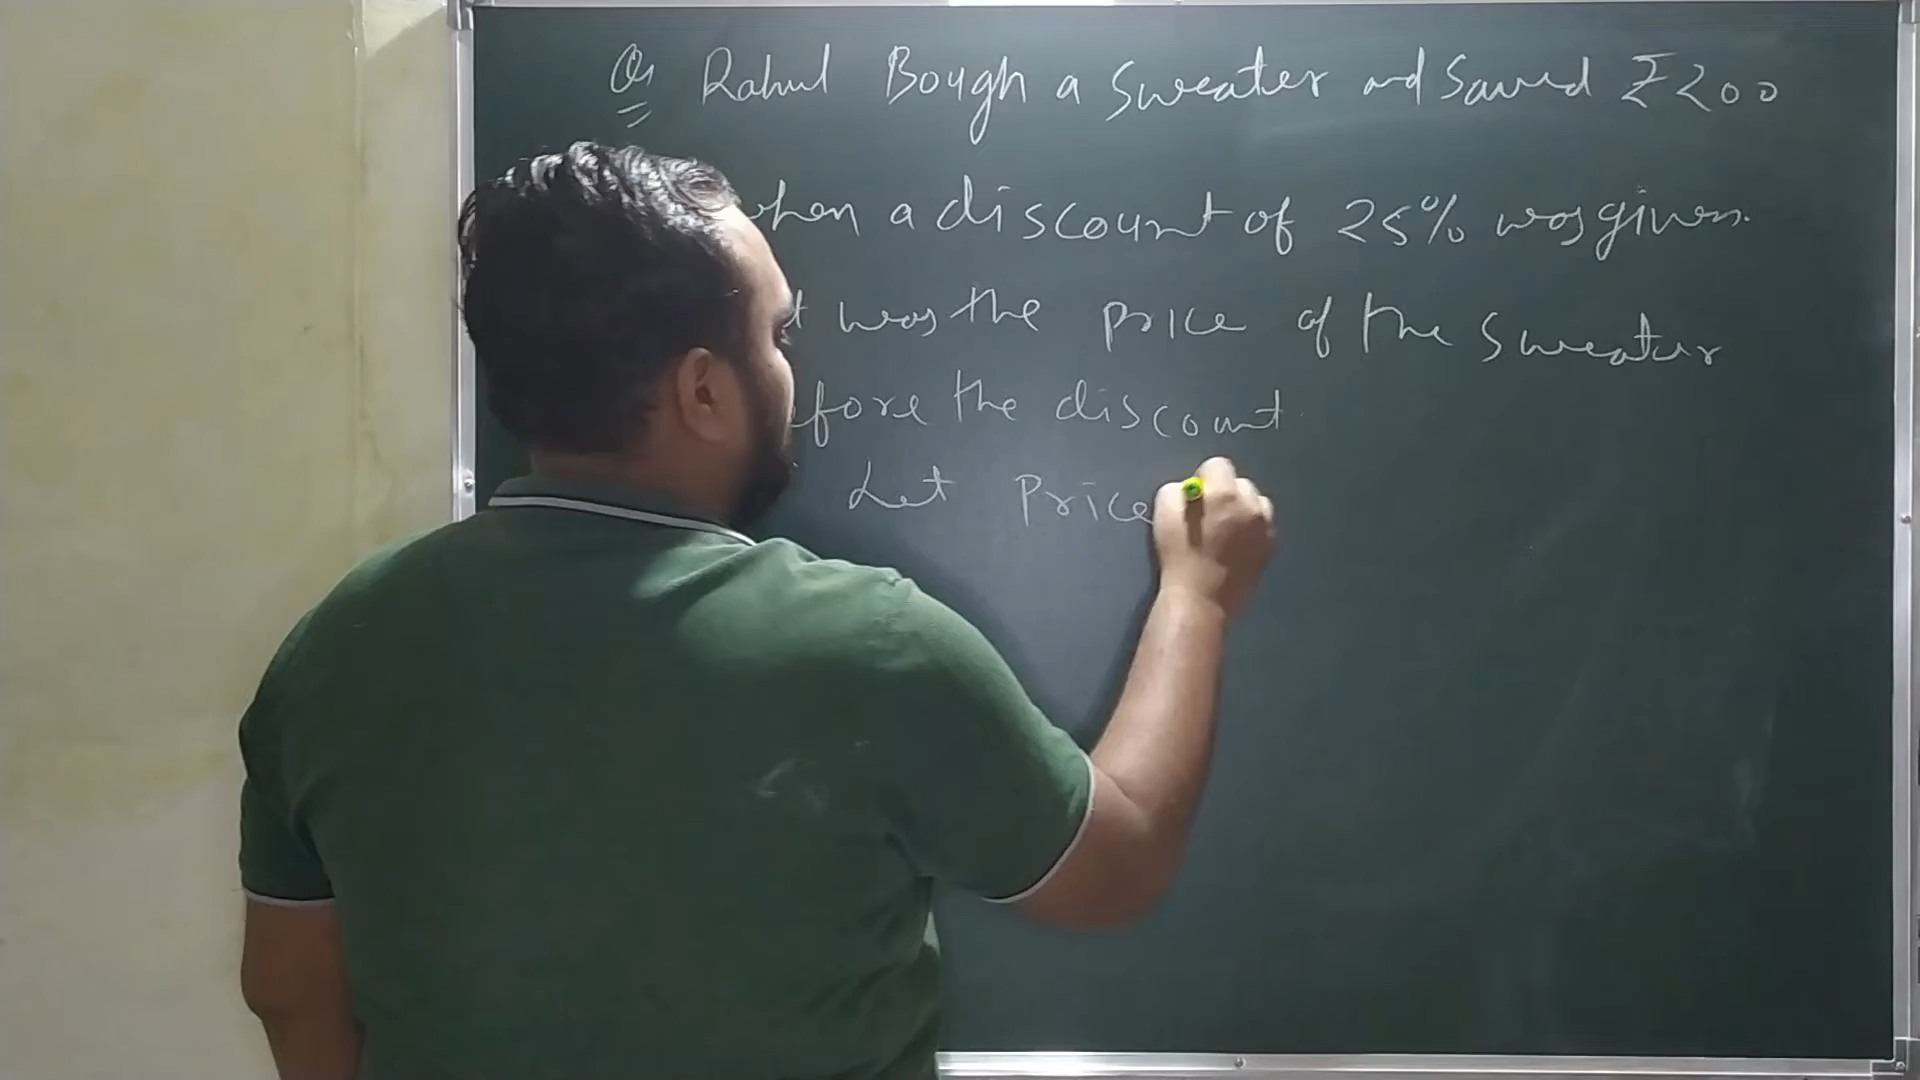 Q1 Rahul Bough a Sweater and Saved ₹200
when a discount of 25% was given.
was the price of the Sweater
the discount
Let Price